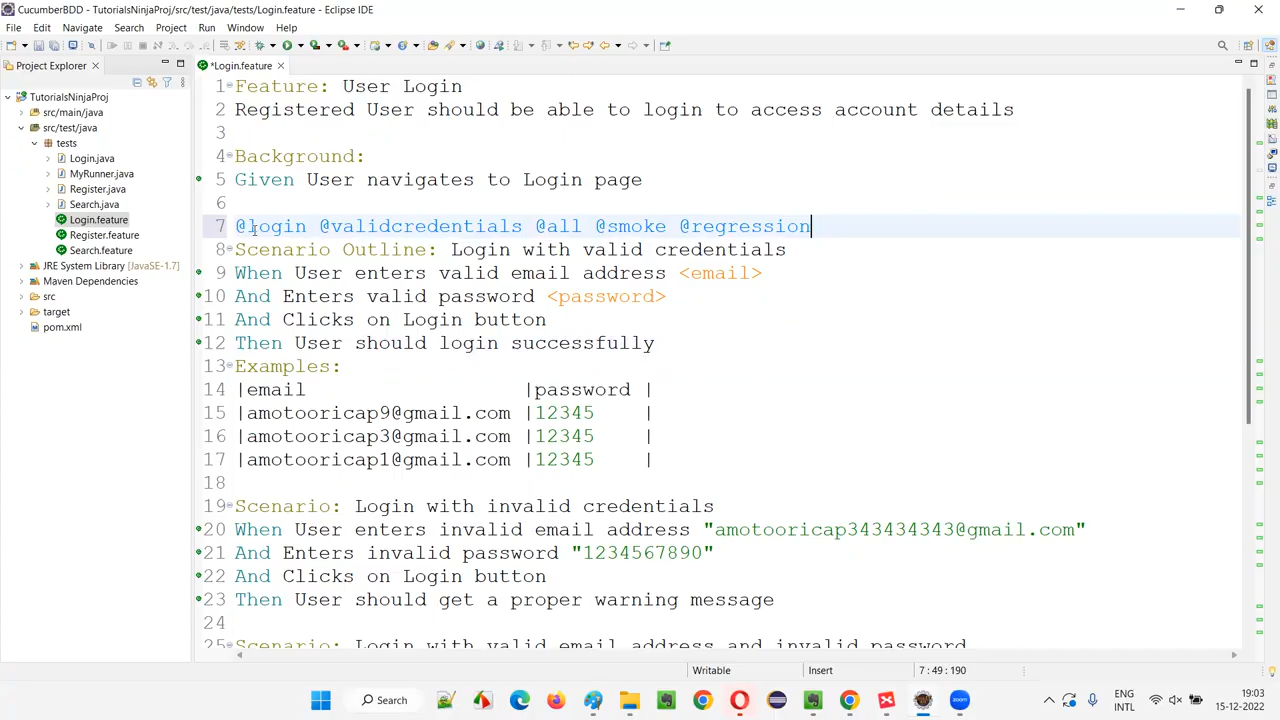 CucumberBDD - TutorialsNinjaProj/src/test/java/tests/Login.feature - Eclipse IDE
File Edit Navigate Search Project Run Window Help
Project Explorer
*Login.feature
TutorialsNinjaProj
src/main/java
src/test/java
tests
Login.java
MyRunner.java
Register.java
Search.java
Login.feature
Register.feature
Search.feature
JRE System Library [JavaSE-1.7]
Maven Dependencies
src
target
pom.xml
1 Feature: User Login
2 Registered User should be able to login to access account details
3
4 Background:
5 Given User navigates to Login page
6
7 @login @validcredentials @all @smoke @regression
8 Scenario Outline: Login with valid credentials
9 When User enters valid email address <email>
10 And Enters valid password <password>
11 And Clicks on Login button
12 Then User should login successfully
13 Examples:
14 |email |password |
15 |amotooricap9@gmail.com |12345 |
16 |amotooricap3@gmail.com |12345 |
17 |amotooricap1@gmail.com |12345 |
18
19 Scenario: Login with invalid credentials
20 When User enters invalid email address "amotooricap343434343@gmail.com"
21 And Enters invalid password "1234567890"
22 And Clicks on Login button
23 Then User should get a proper warning message
24
25 Scenario: Login with valid email address and invalid password
Writable Insert 7 : 49 : 190
Search
ENG
INTL
19:03
15-12-2022